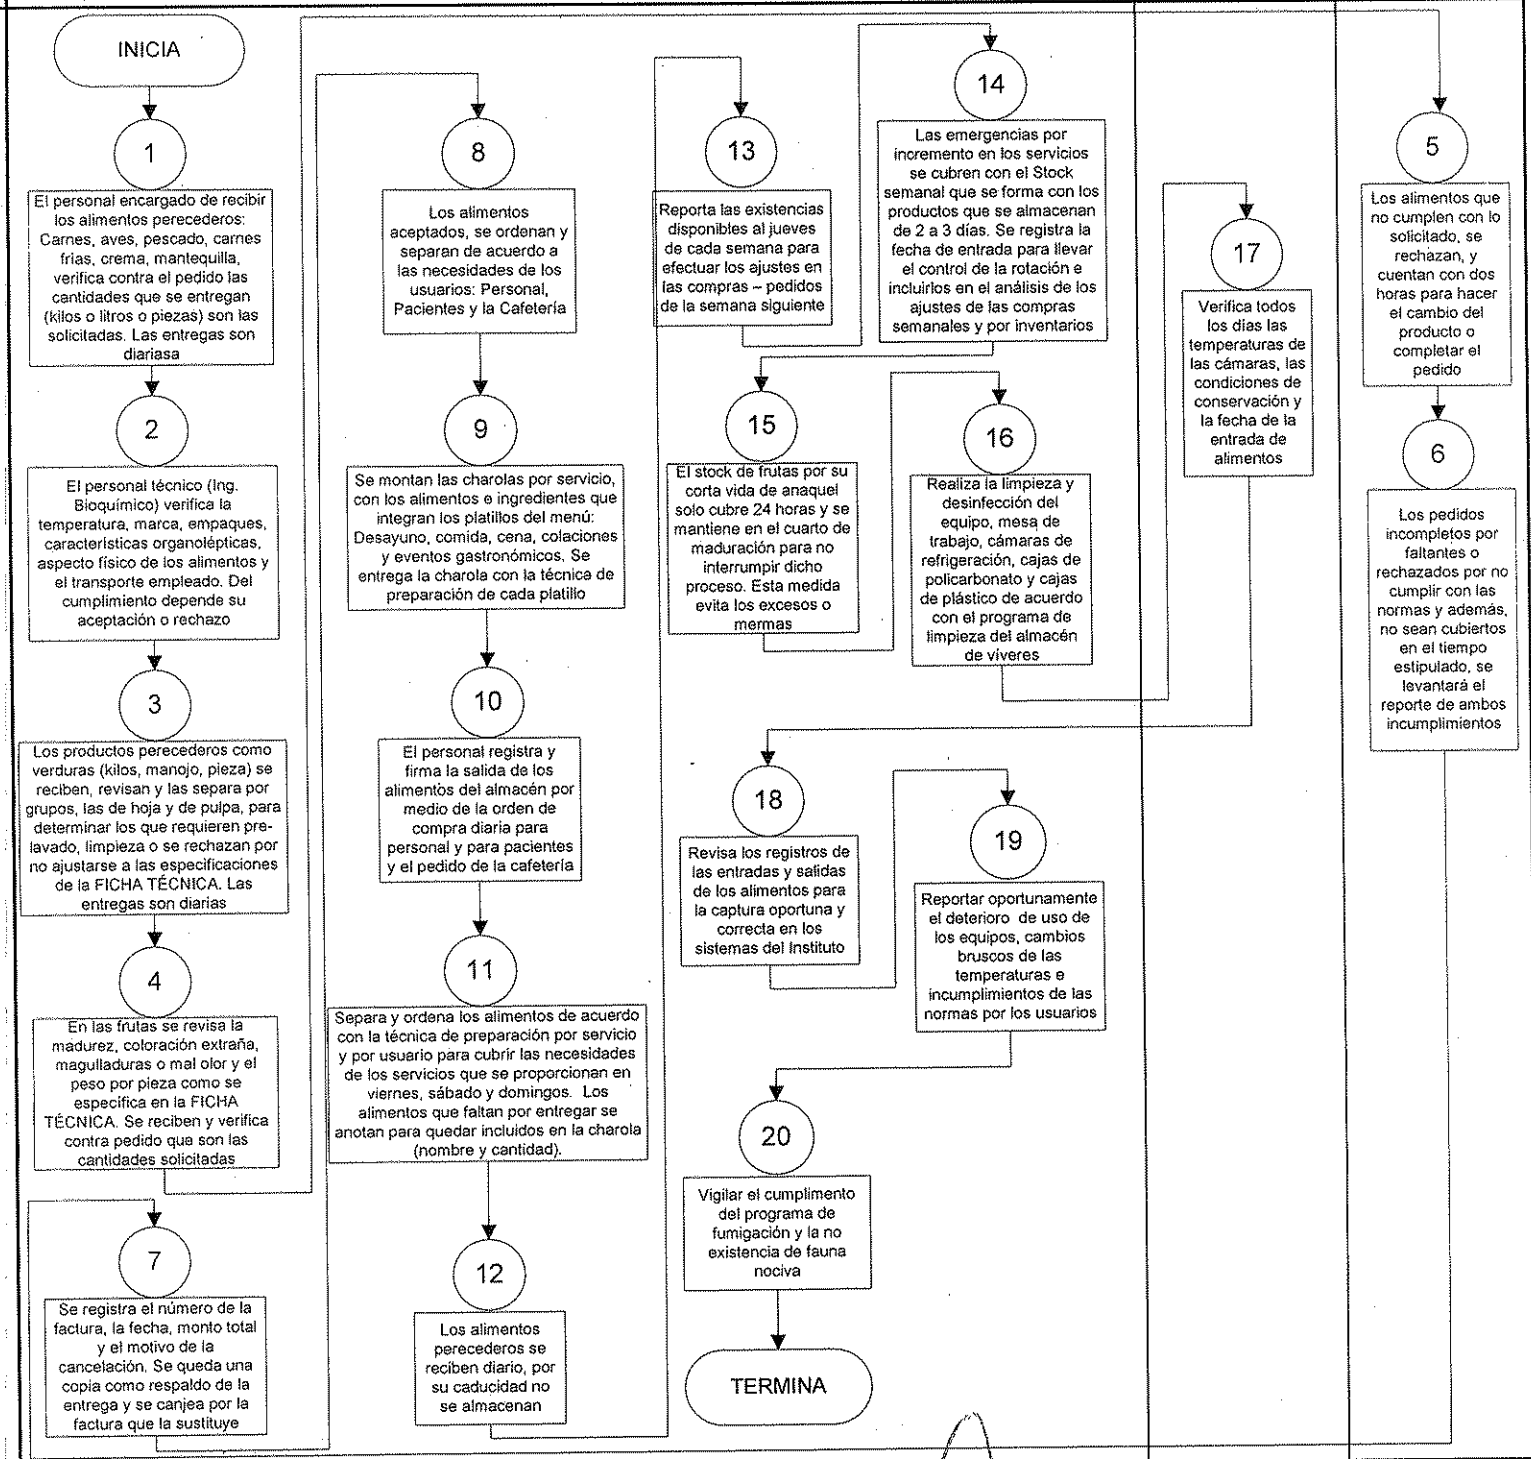 INICIA
1
El personal encargado de recibir
los alimentos perecederos:
Carnes, aves, pescado, carnes
frias, crema, mantequilla,
verifica contra el pedido las
cantidades que se entregan
(kilos o litros o piezas) son las
solicitadas. Las entregas son
diariasa
2
El personal técnico (Ing.
Bioquímico) verifica la
temperatura, marca, empaques,
características organolépticas,
aspecto físico de los alimentos y
el transporte empleado. Del
cumplimiento depende su
aceptación o rechazo
3
Los productos perecederos como
verduras (kilos, manojo, pieza) se
reciben, revisan y las separa por
grupos, las de hoja y de pulpa, para
determinar los que requieren pre-
lavado, limpieza o se rechazan por
no ajustarse a las especificaciones
de la FICHA TÉCNICA. Las
entregas son diarias
4
En las frutas se revisa la
madurez, coloración extraña,
magulladuras o mal olor y el
peso por pieza como se
especifica en la FICHA
TÉCNICA. Se reciben y verifica
contra pedido que son las
cantidades solicitadas
5
Los alimentos que
no cumplen con lo
solicitado, se
rechazan, y
cuentan con dos
horas para hacer
el cambio del
producto o
completar el
pedido
6
Los pedidos
incompletos por
faltantes o
rechazados por no
cumplir con las
normas y además,
no sean cubiertos
en el tiempo
estipulado, se
levantará el
reporte de ambos
incumplimientos
7
Se registra el número de la
factura, la fecha, monto total
y el motivo de la
cancelación. Se queda una
copia como respaldo de la
entrega y se canjea por la
factura que la sustituye
8
Los alimentos
aceptados, se ordenan y
separan de acuerdo a
las necesidades de los
usuarios: Personal,
Pacientes y la Cafetería
9
Se montan las charolas por servicio,
con los alimentos e ingredientes que
integran los platillos del menú:
Desayuno, comida, cena, colaciones
y eventos gastronómicos. Se
entrega la charola con la técnica de
preparación de cada platillo
10
El personal registra y
firma la salida de los
alimentos del almacén por
medio de la orden de
compra diaria para
personal y para pacientes
y el pedido de la cafetería
11
Separa y ordena los alimentos de acuerdo
con la técnica de preparación por servicio
y por usuario para cubrir las necesidades
de los servicios que se proporcionan en
viernes, sábado y domingos. Los
alimentos que faltan por entregar se
anotan para quedar incluidos en la charola
(nombre y cantidad).
12
Los alimentos
perecederos se
reciben diario, por
su caducidad no
se almacenan
13
Reporta las existencias
disponibles al jueves
de cada semana para
efectuar los ajustes en
las compras – pedidos
de la semana siguiente
14
Las emergencias por
incremento en los servicios
se cubren con el Stock
semanal que se forma con los
productos que se almacenan
de 2 a 3 días. Se registra la
fecha de entrada para llevar
el control de la rotación e
incluirlos en el análisis de los
ajustes de las compras
semanales y por inventarios
15
El stock de frutas por su
corta vida de anaquel
solo cubre 24 horas y se
mantiene en el cuarto de
maduración para no
interrumpir dicho
proceso. Esta medida
evita los excesos o
mermas
16
Realiza la limpieza y
desinfección del
equipo, mesa de
trabajo, cámaras de
refrigeración, cajas de
policarbonato y cajas
de plástico de acuerdo
con el programa de
limpieza del almacén
de víveres
17
Verifica todos
los días las
temperaturas de
las cámaras, las
condiciones de
conservación y
la fecha de la
entrada de
alimentos
18
Revisa los registros de
las entradas y salidas
de los alimentos para
la captura oportuna y
correcta en los
sistemas del Instituto
19
Reportar oportunamente
el deterioro de uso de
los equipos, cambios
bruscos de las
temperaturas e
incumplimientos de las
normas por los usuarios
20
Vigilar el cumplimento
del programa de
fumigación y la no
existencia de fauna
nociva
TERMINA